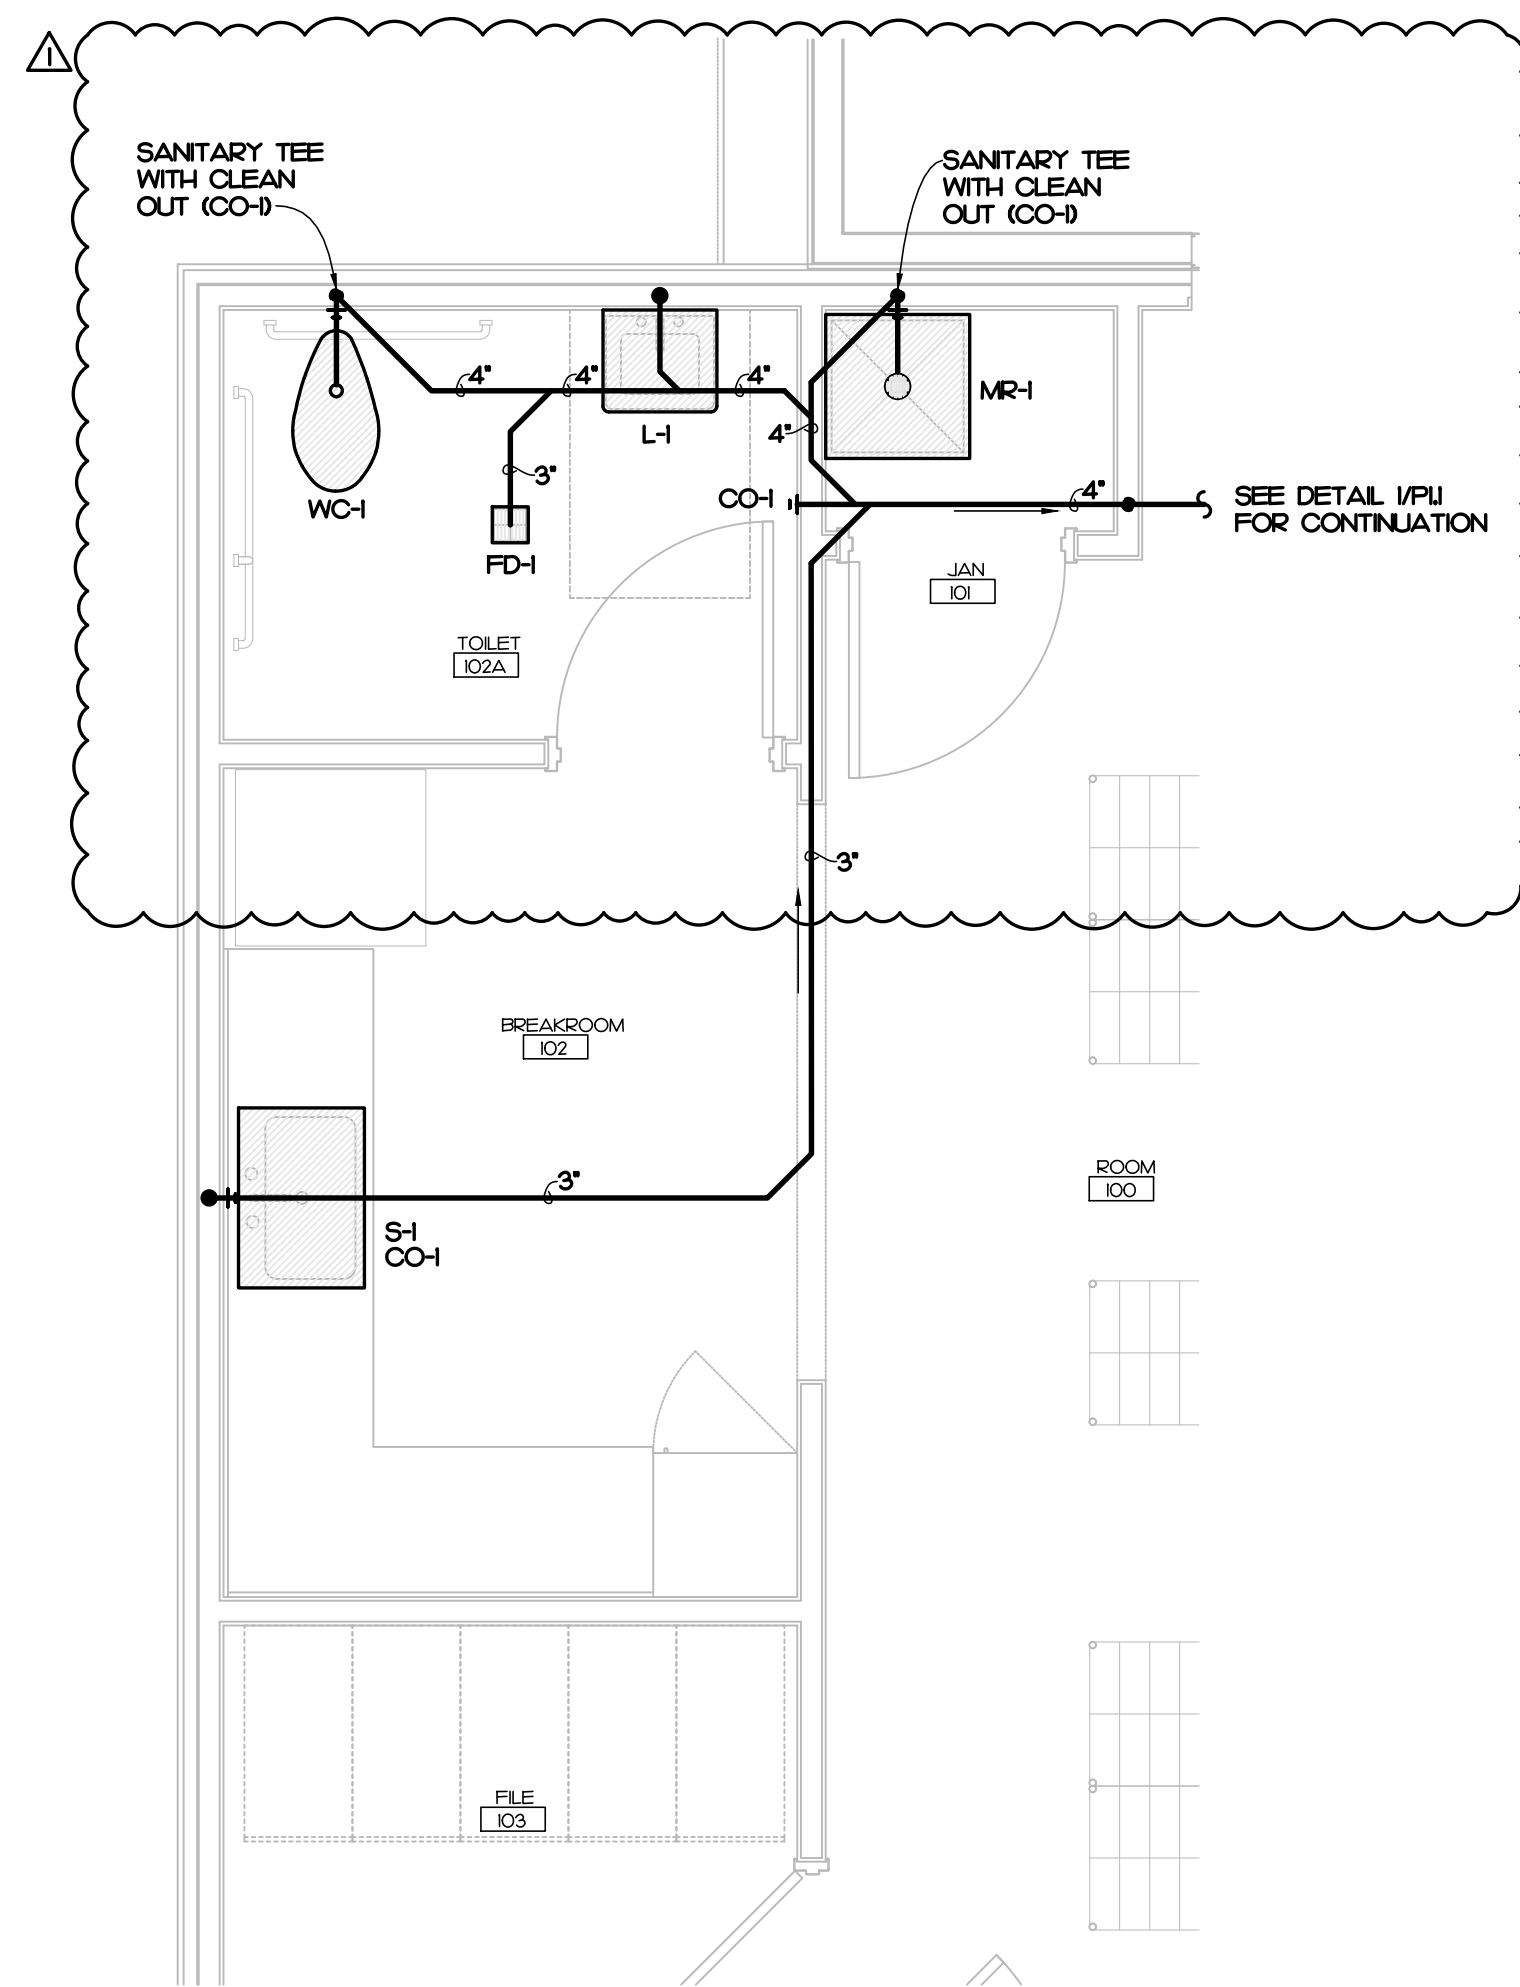 1
SANITARY TEE
WITH CLEAN
OUT (CO-1)
SANITARY TEE
WITH CLEAN
OUT (CO-1)
4"
4"
4"
MR-1
L-1
4"
3"
WC-1
CO-1
4"
SEE DETAIL 1/P1.1
FOR CONTINUATION
FD-1
JAN
101
TOILET
102A
3"
BREAKROOM
102
ROOM
100
3"
S-1
CO-1
FILE
103